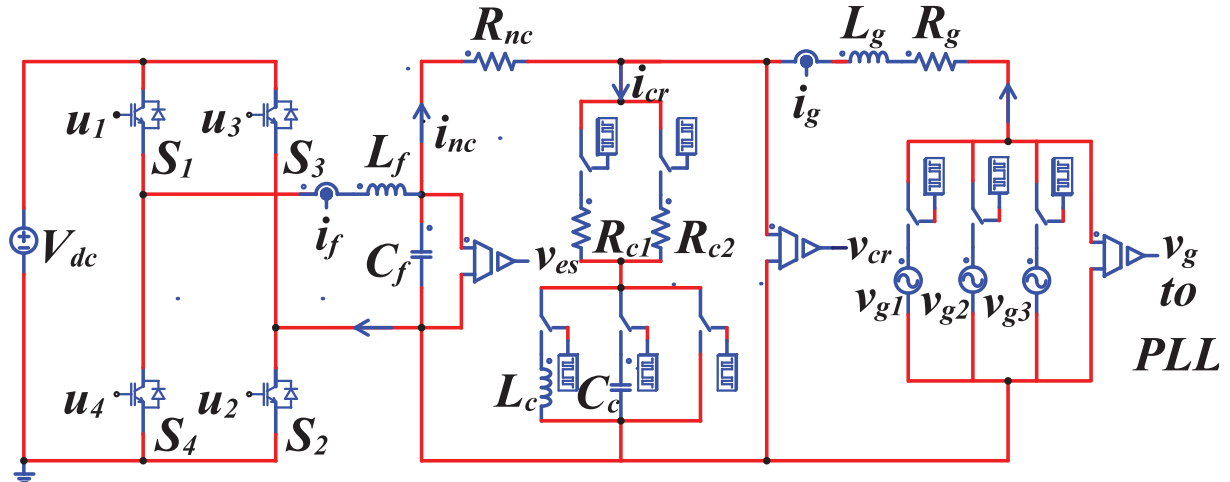 R_nc
L_g R_g
i_cr
i_g
u_1
u_3
i_nc
S_1
S_3
L_f
R_c1 R_c2
V_dc
i_f
C_f
v_es
v_cr
v_g
v_g1 v_g2 v_g3
to
PLL
L_c C_c
u_4
u_2
S_4
S_2